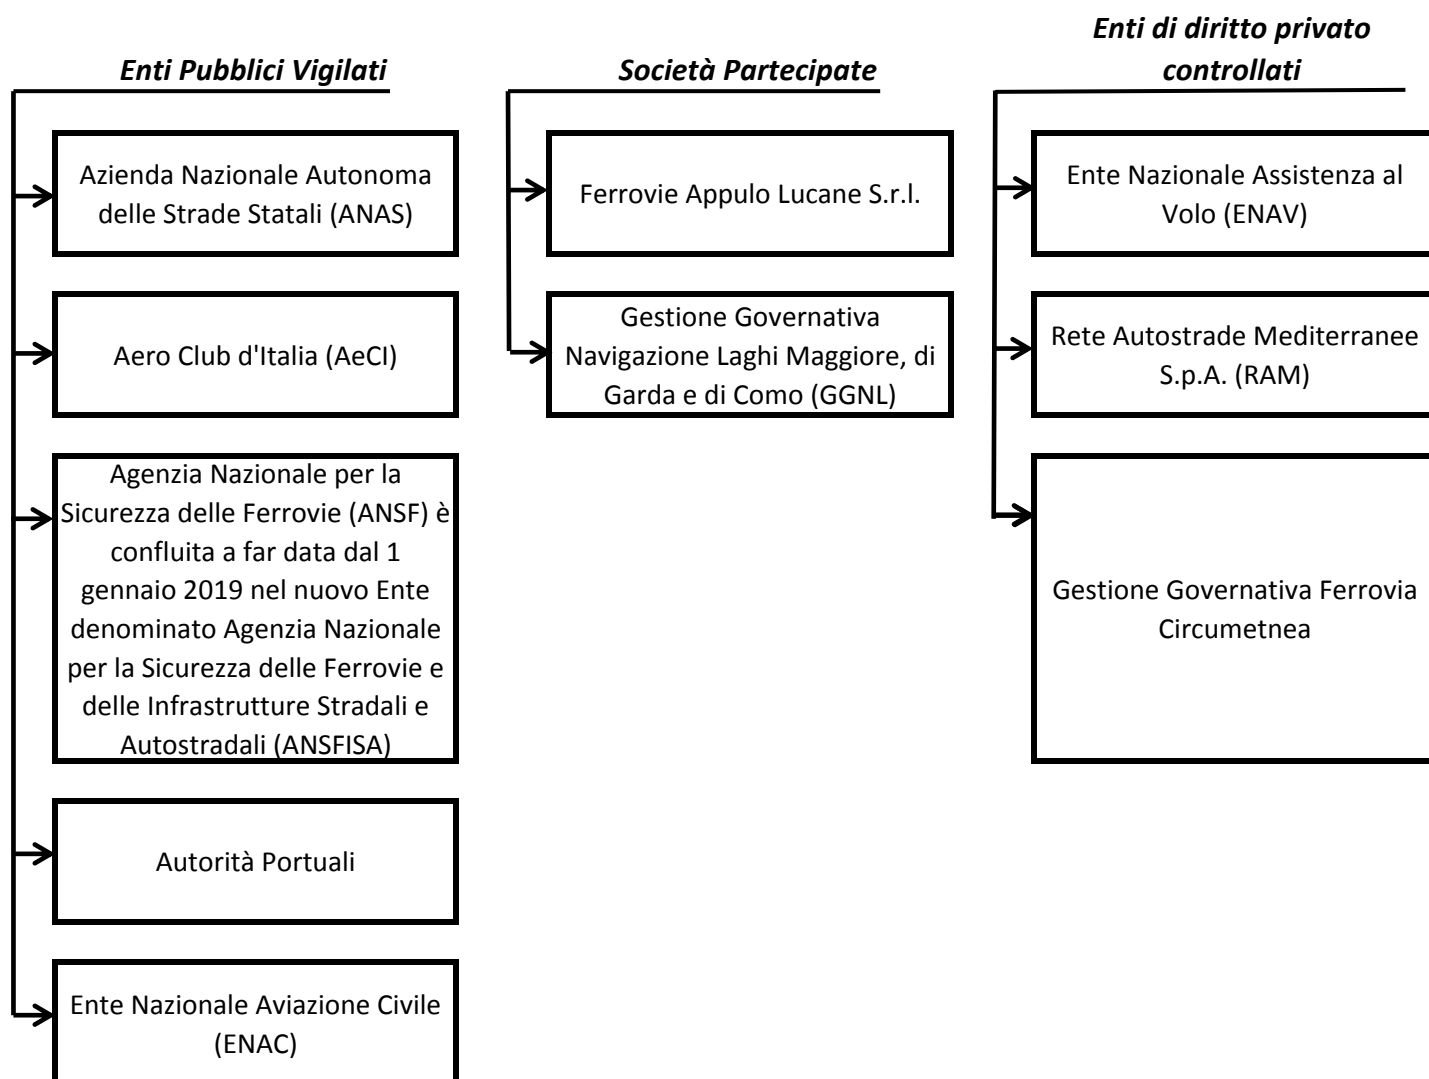 Enti Pubblici Vigilati
Azienda Nazionale Autonoma
delle Strade Statali (ANAS)
Aero Club d'Italia (AeCI)
Agenzia Nazionale per la
Sicurezza delle Ferrovie (ANSF) è
confluita a far data dal 1
gennaio 2019 nel nuovo Ente
denominato Agenzia Nazionale
per la Sicurezza delle Ferrovie e
delle Infrastrutture Stradali e
Autostradali (ANSFISA)
Autorità Portuali
Ente Nazionale Aviazione Civile
(ENAC)
Società Partecipate
Ferrovie Appulo Lucane S.r.l.
Gestione Governativa
Navigazione Laghi Maggiore, di
Garda e di Como (GGNL)
Enti di diritto privato
controllati
Ente Nazionale Assistenza al
Volo (ENAV)
Rete Autostrade Mediterranee
S.p.A. (RAM)
Gestione Governativa Ferrovia
Circumetnea